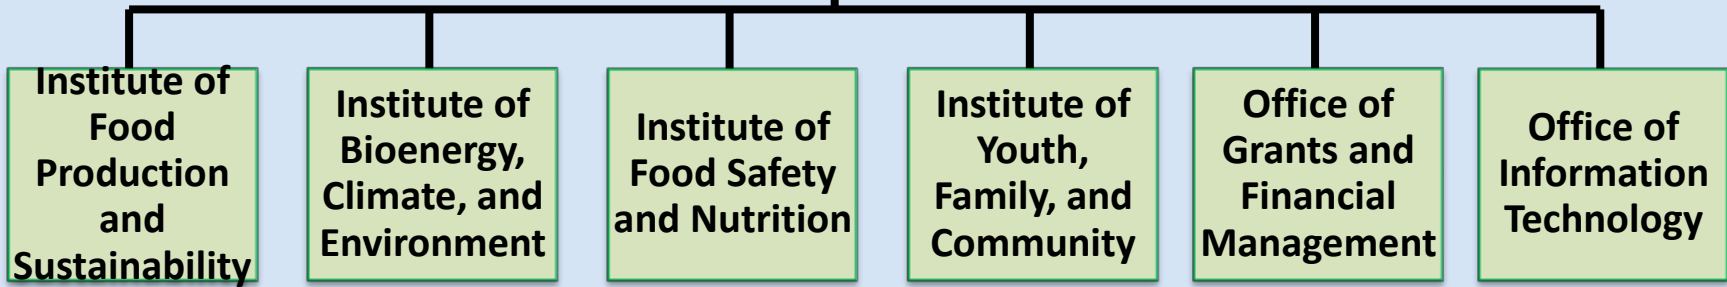 Institute of
Food
Production
and
Sustainability
Institute of
Bioenergy,
Climate, and
Environment
Institute of
Food Safety
and Nutrition
Institute of
Youth,
Family, and
Community
Office of
Grants and
Financial
Management
Office of
Information
Technology